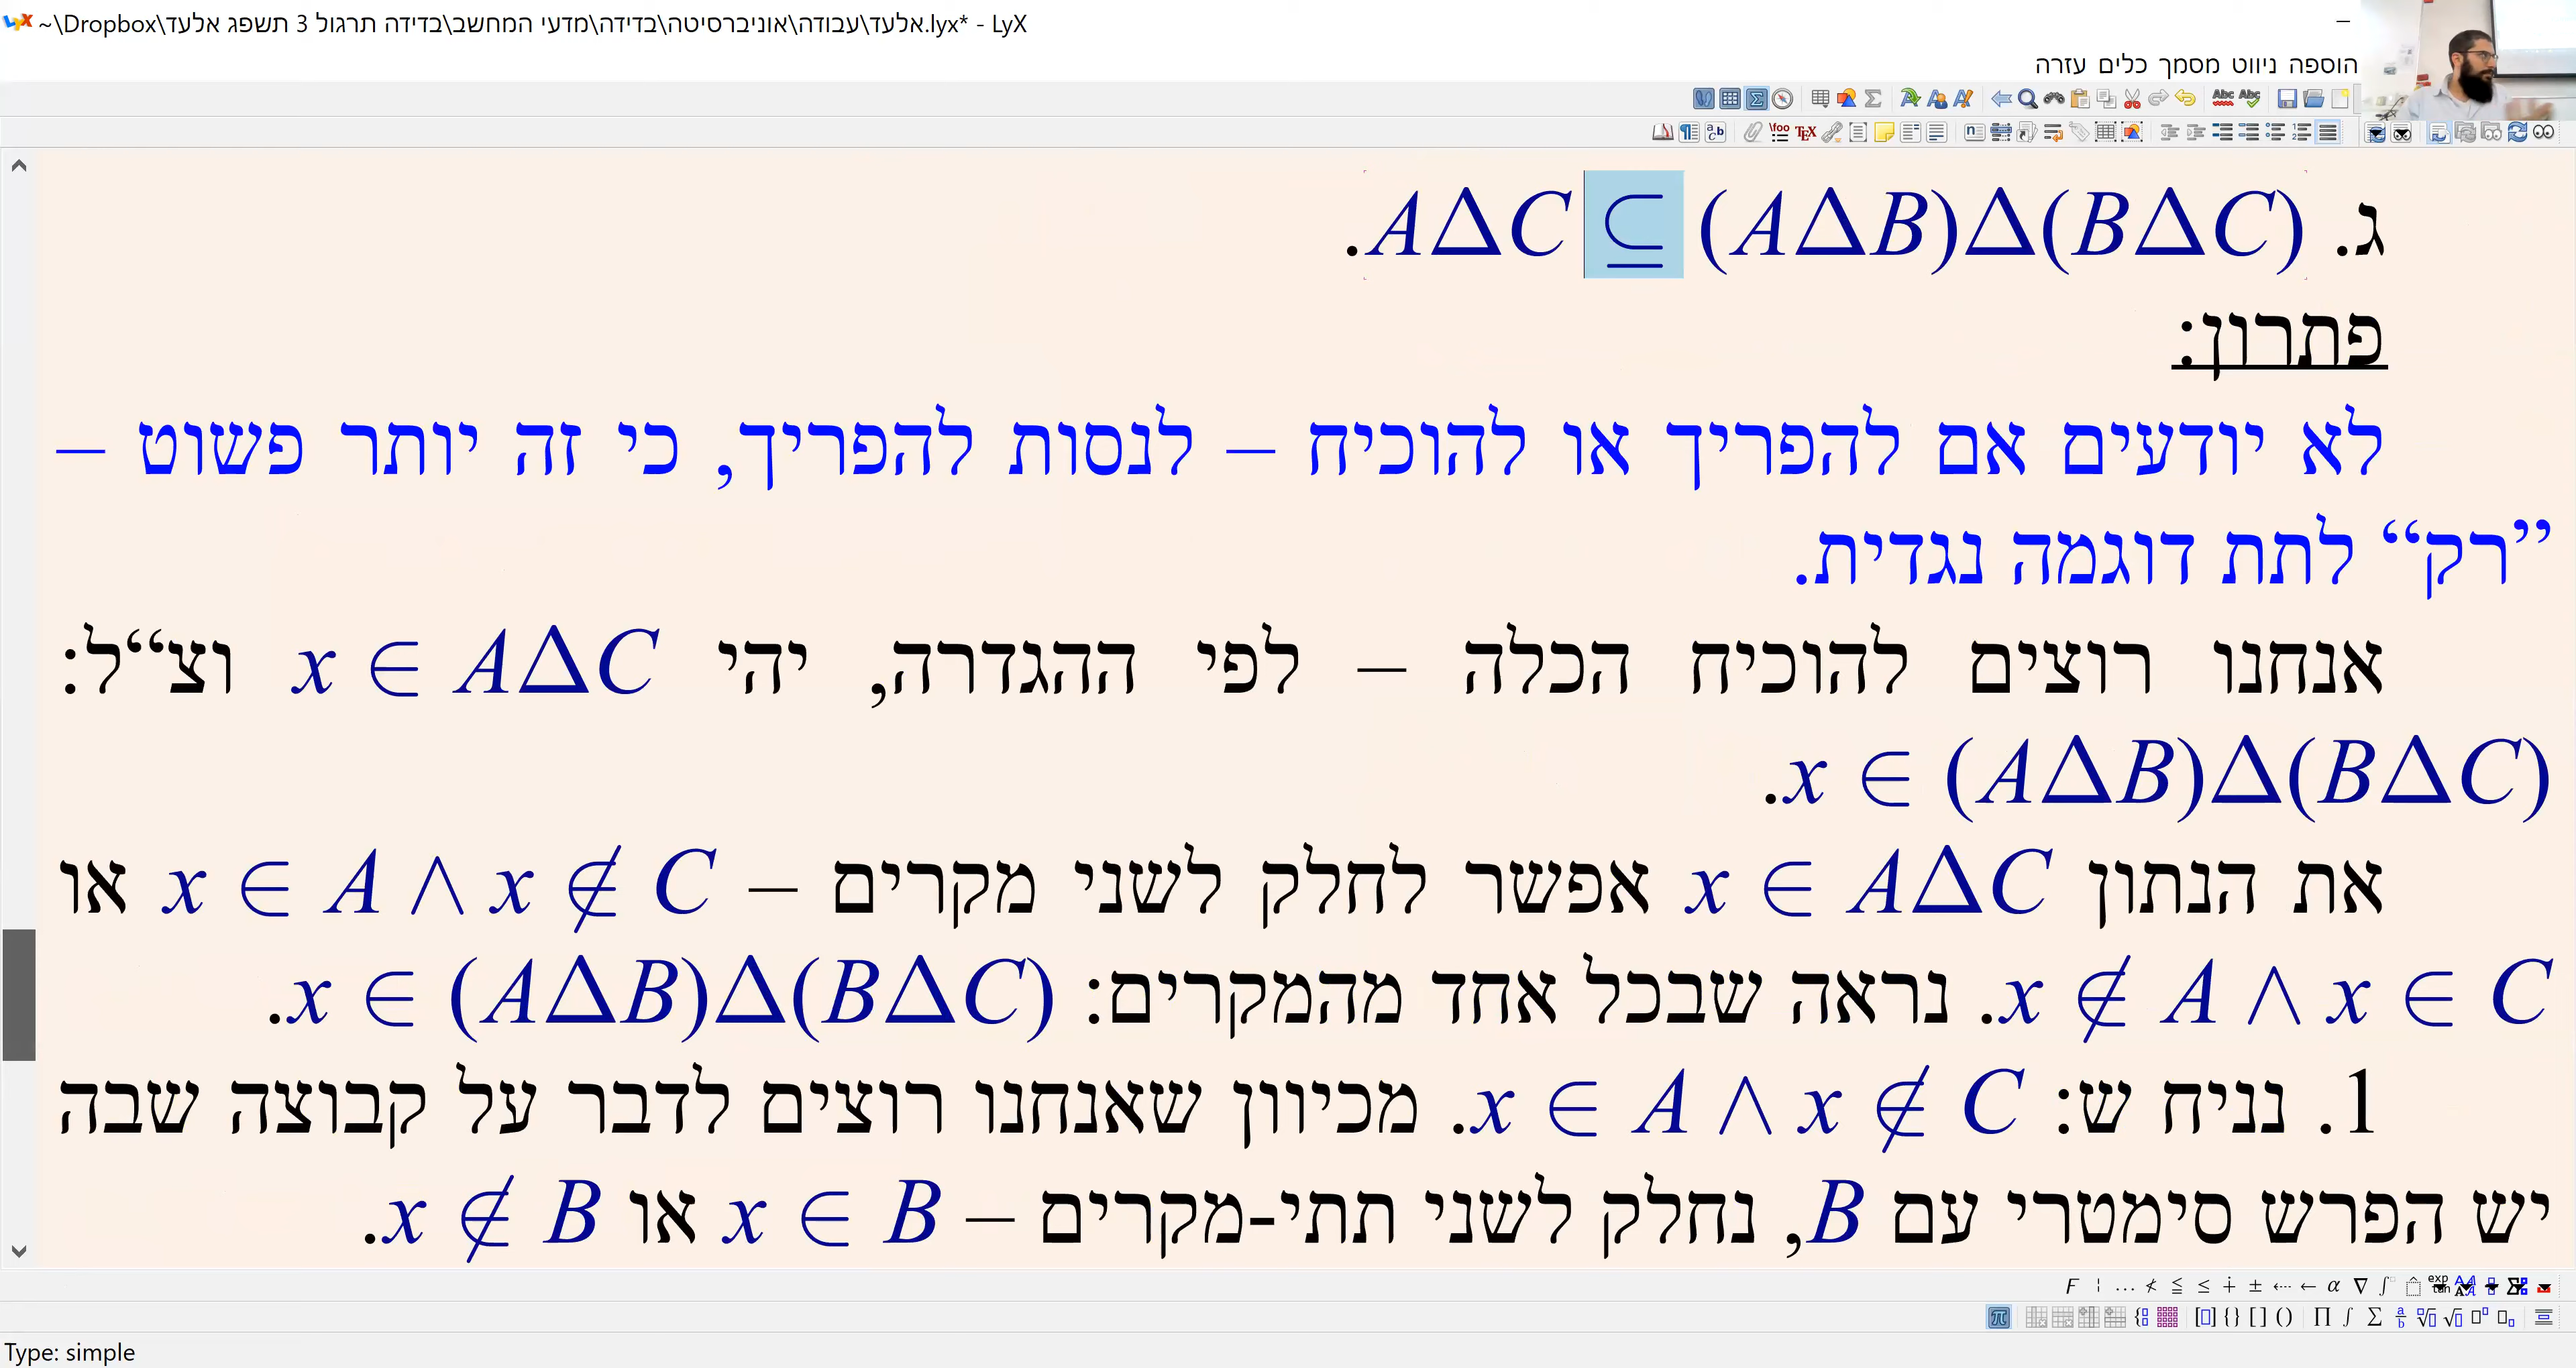 ~\Dropbox\אלעד\עבודה\אוניברסיטה\בדידה\מדעי המחשב\בדידה תרגול 3 תשפג אלעד.lyx* - LyX
הוספה ניווט מסמך כלים עזרה
ג. AΔC ⊆ (AΔB)Δ(BΔC).
פתרון:
לא יודעים אם להפריך או להוכיח – לנסות להפריך, כי זה יותר פשוט –
”רק“ לתת דוגמה נגדית.
אנחנו רוצים להוכיח הכלה – לפי ההגדרה, יהי x ∈ AΔC וצ“ל:
x ∈ (AΔB)Δ(BΔC).
את הנתון x ∈ AΔC אפשר לחלק לשני מקרים – x ∈ A ∧ x ∉ C או
x ∉ A ∧ x ∈ C. נראה שבכל אחד מהמקרים: x ∈ (AΔB)Δ(BΔC).
1. נניח ש: x ∈ A ∧ x ∉ C. מכיוון שאנחנו רוצים לדבר על קבוצה שבה
יש הפרש סימטרי עם B, נחלק לשני תתי-מקרים – x ∈ B או x ∉ B.
Type: simple